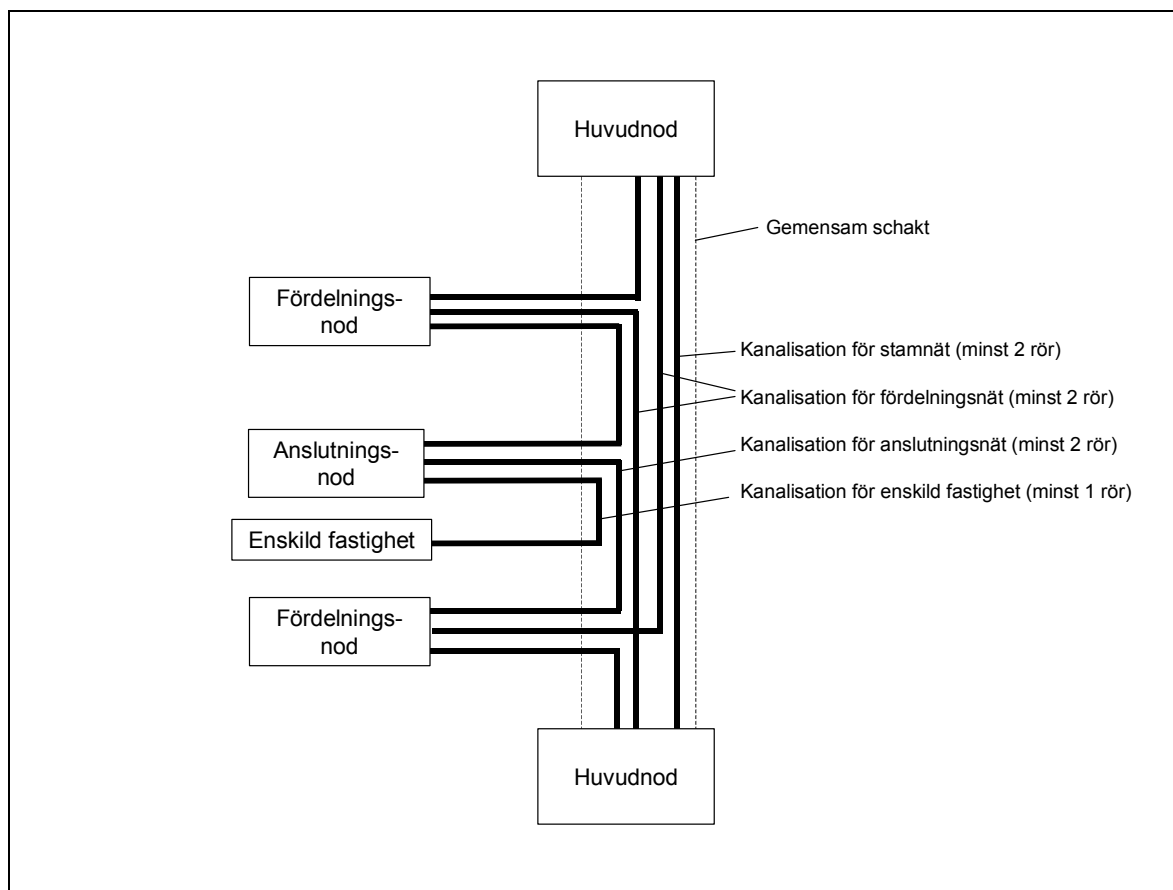 Huvudnod
Gemensam schakt
Fördelnings-
nod
Kanalisation för stamnät (minst 2 rör)
Kanalisation för fördelningsnät (minst 2 rör)
Kanalisation för anslutningsnät (minst 2 rör)
Anslutnings-
nod
Kanalisation för enskild fastighet (minst 1 rör)
Enskild fastighet
Fördelnings-
nod
Huvudnod